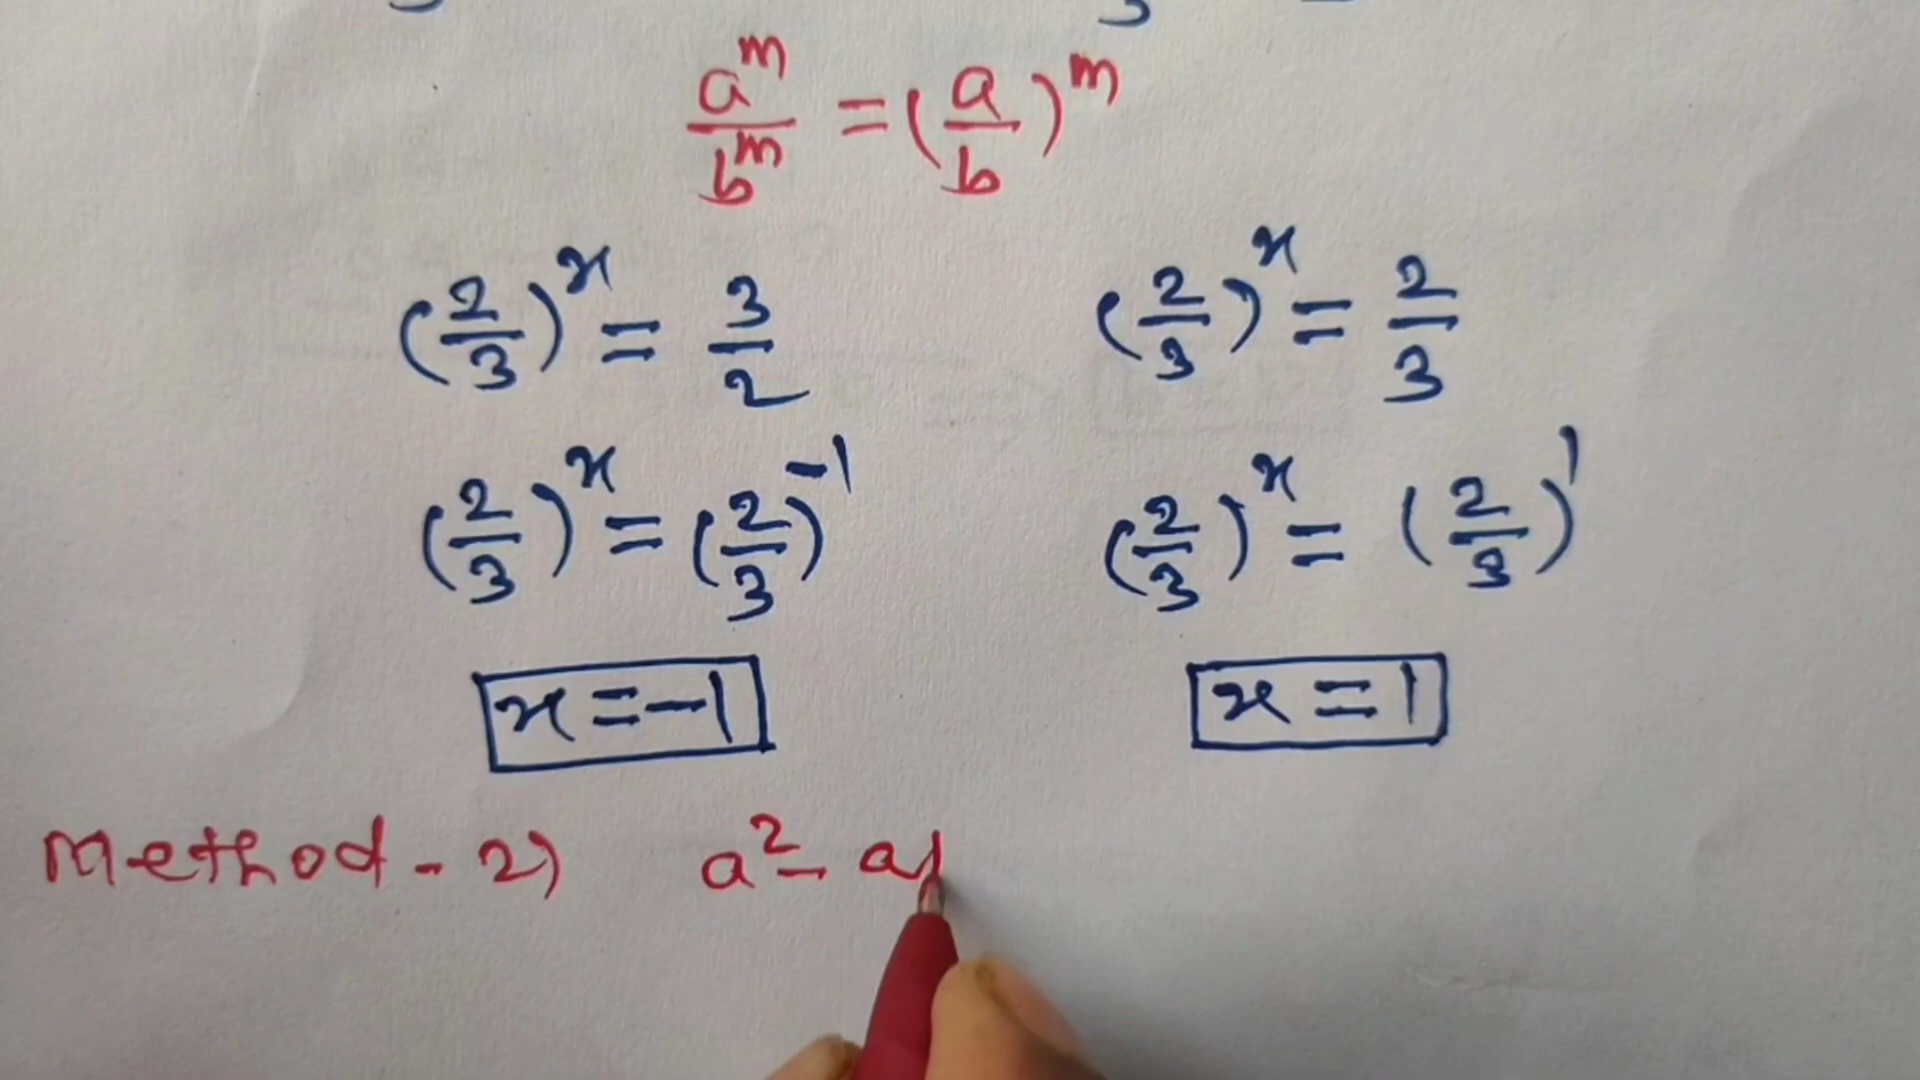 a^m/b^m = (a/b)^m
(2/3)^x = 3/2
(2/3)^x = 2/3
(2/3)^x = (2/3)^-1
(2/3)^x = (2/3)^1
x = -1
x = 1
Method - 2) a^2 - a